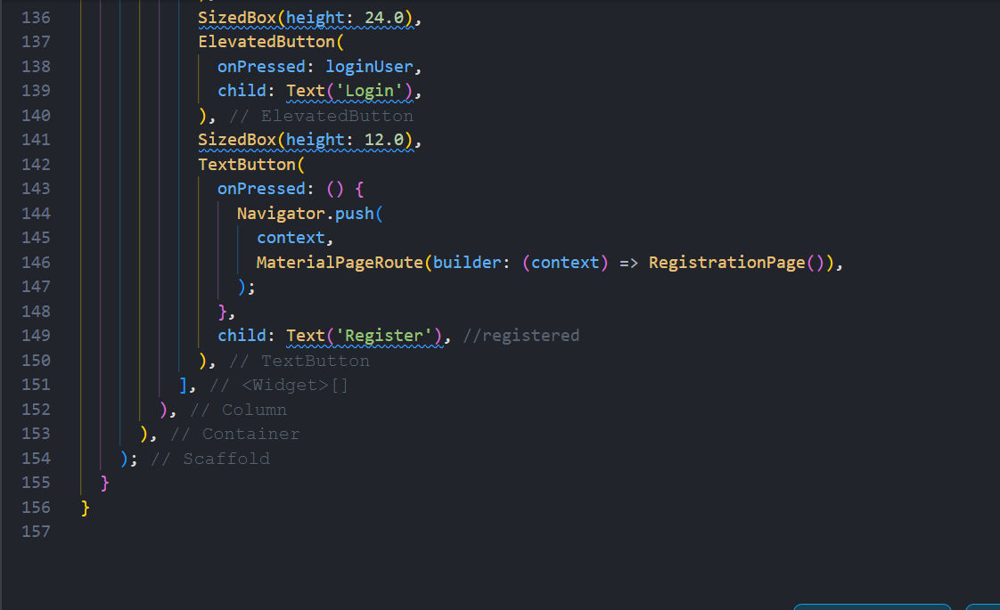 136 SizedBox(height: 24.0),
137 ElevatedButton(
138 onPressed: loginUser,
139 child: Text('Login'),
140 ), // ElevatedButton
141 SizedBox(height: 12.0),
142 TextButton(
143 onPressed: () {
144 Navigator.push(
145 context,
146 MaterialPageRoute(builder: (context) => RegistrationPage()),
147 );
148 },
149 child: Text('Register'), //registered
150 ), // TextButton
151 ], // <Widget>[]
152 ), // Column
153 ), // Container
154 ); // Scaffold
155 }
156 }
157